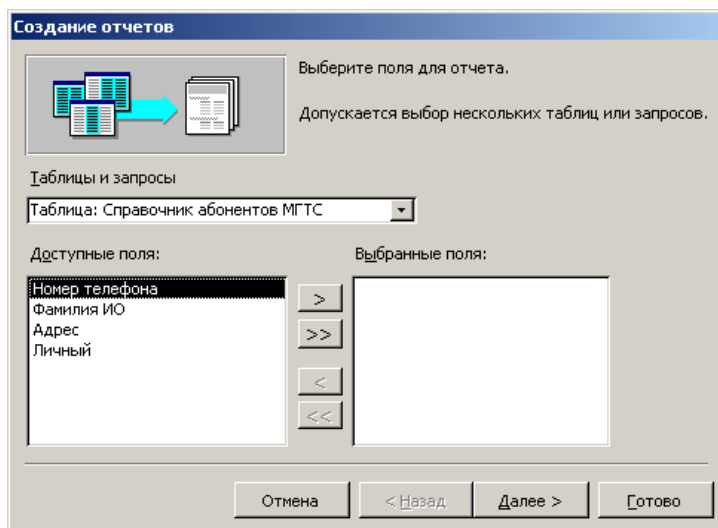 Создание отчетов
Выберите поля для отчета.
Допускается выбор нескольких таблиц или запросов.
Таблицы и запросы
Таблица: Справочник абонентов МГТС
Доступные поля:
Выбранные поля:
Номер телефона
Фамилия ИО
Адрес
Личный
>
>>
<
<<
Отмена
< Назад
Далее >
Готово